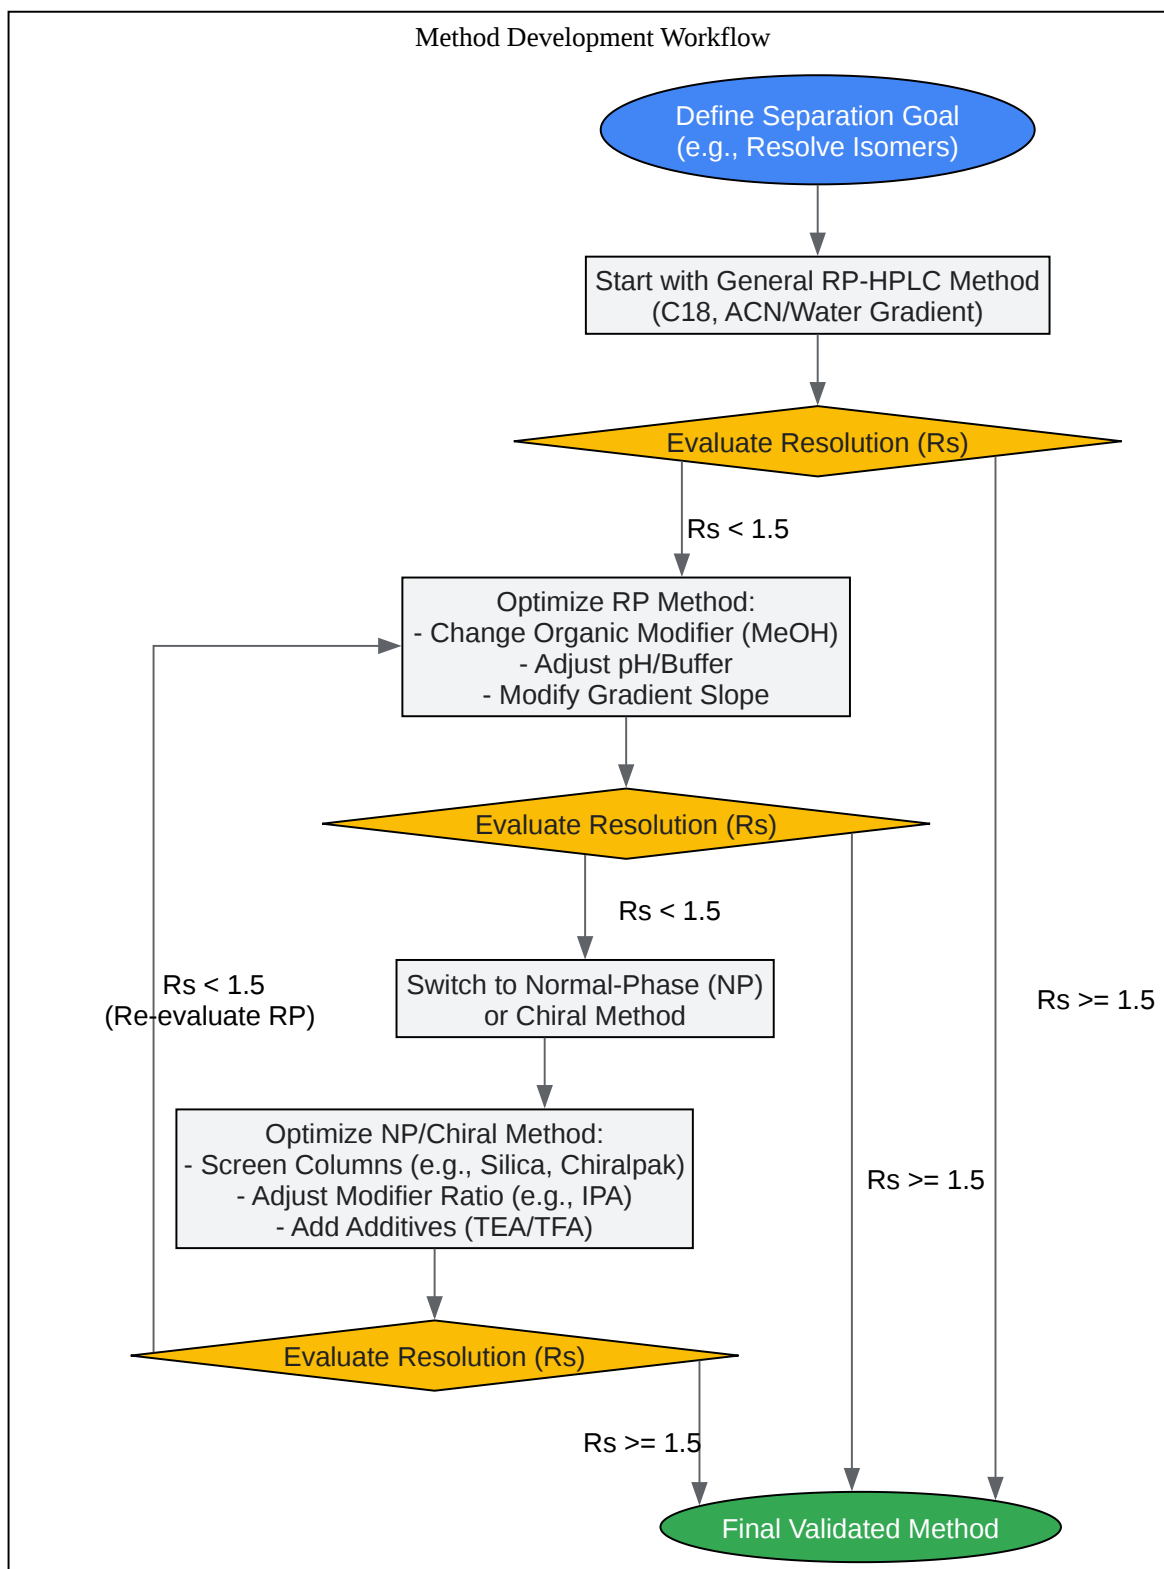 Method Development Workflow
Define Separation Goal
(e.g., Resolve Isomers)
Start with General RP-HPLC Method
(C18, ACN/Water Gradient)
Evaluate Resolution (Rs)
Rs < 1.5
Optimize RP Method:
- Change Organic Modifier (MeOH)
- Adjust pH/Buffer
- Modify Gradient Slope
Evaluate Resolution (Rs)
Rs < 1.5
Switch to Normal-Phase (NP)
or Chiral Method
Rs < 1.5
(Re-evaluate RP)
Rs >= 1.5
Optimize NP/Chiral Method:
- Screen Columns (e.g., Silica, Chiralpak)
- Adjust Modifier Ratio (e.g., IPA)
- Add Additives (TEA/TFA)
Rs >= 1.5
Evaluate Resolution (Rs)
Rs >= 1.5
Final Validated Method